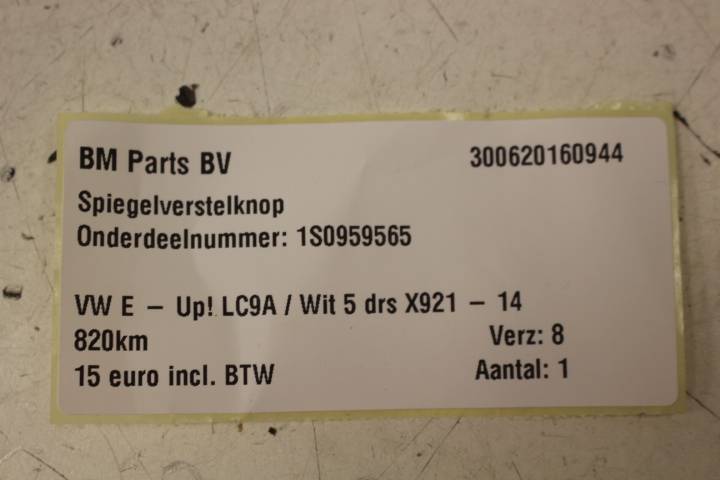 BM Parts BV 300620160944
Spiegelverstelknop
Onderdeelnummer: 1S0959565
VW E – Up! LC9A / Wit 5 drs X921 – 14
820km Verz: 8
15 euro incl. BTW Aantal: 1